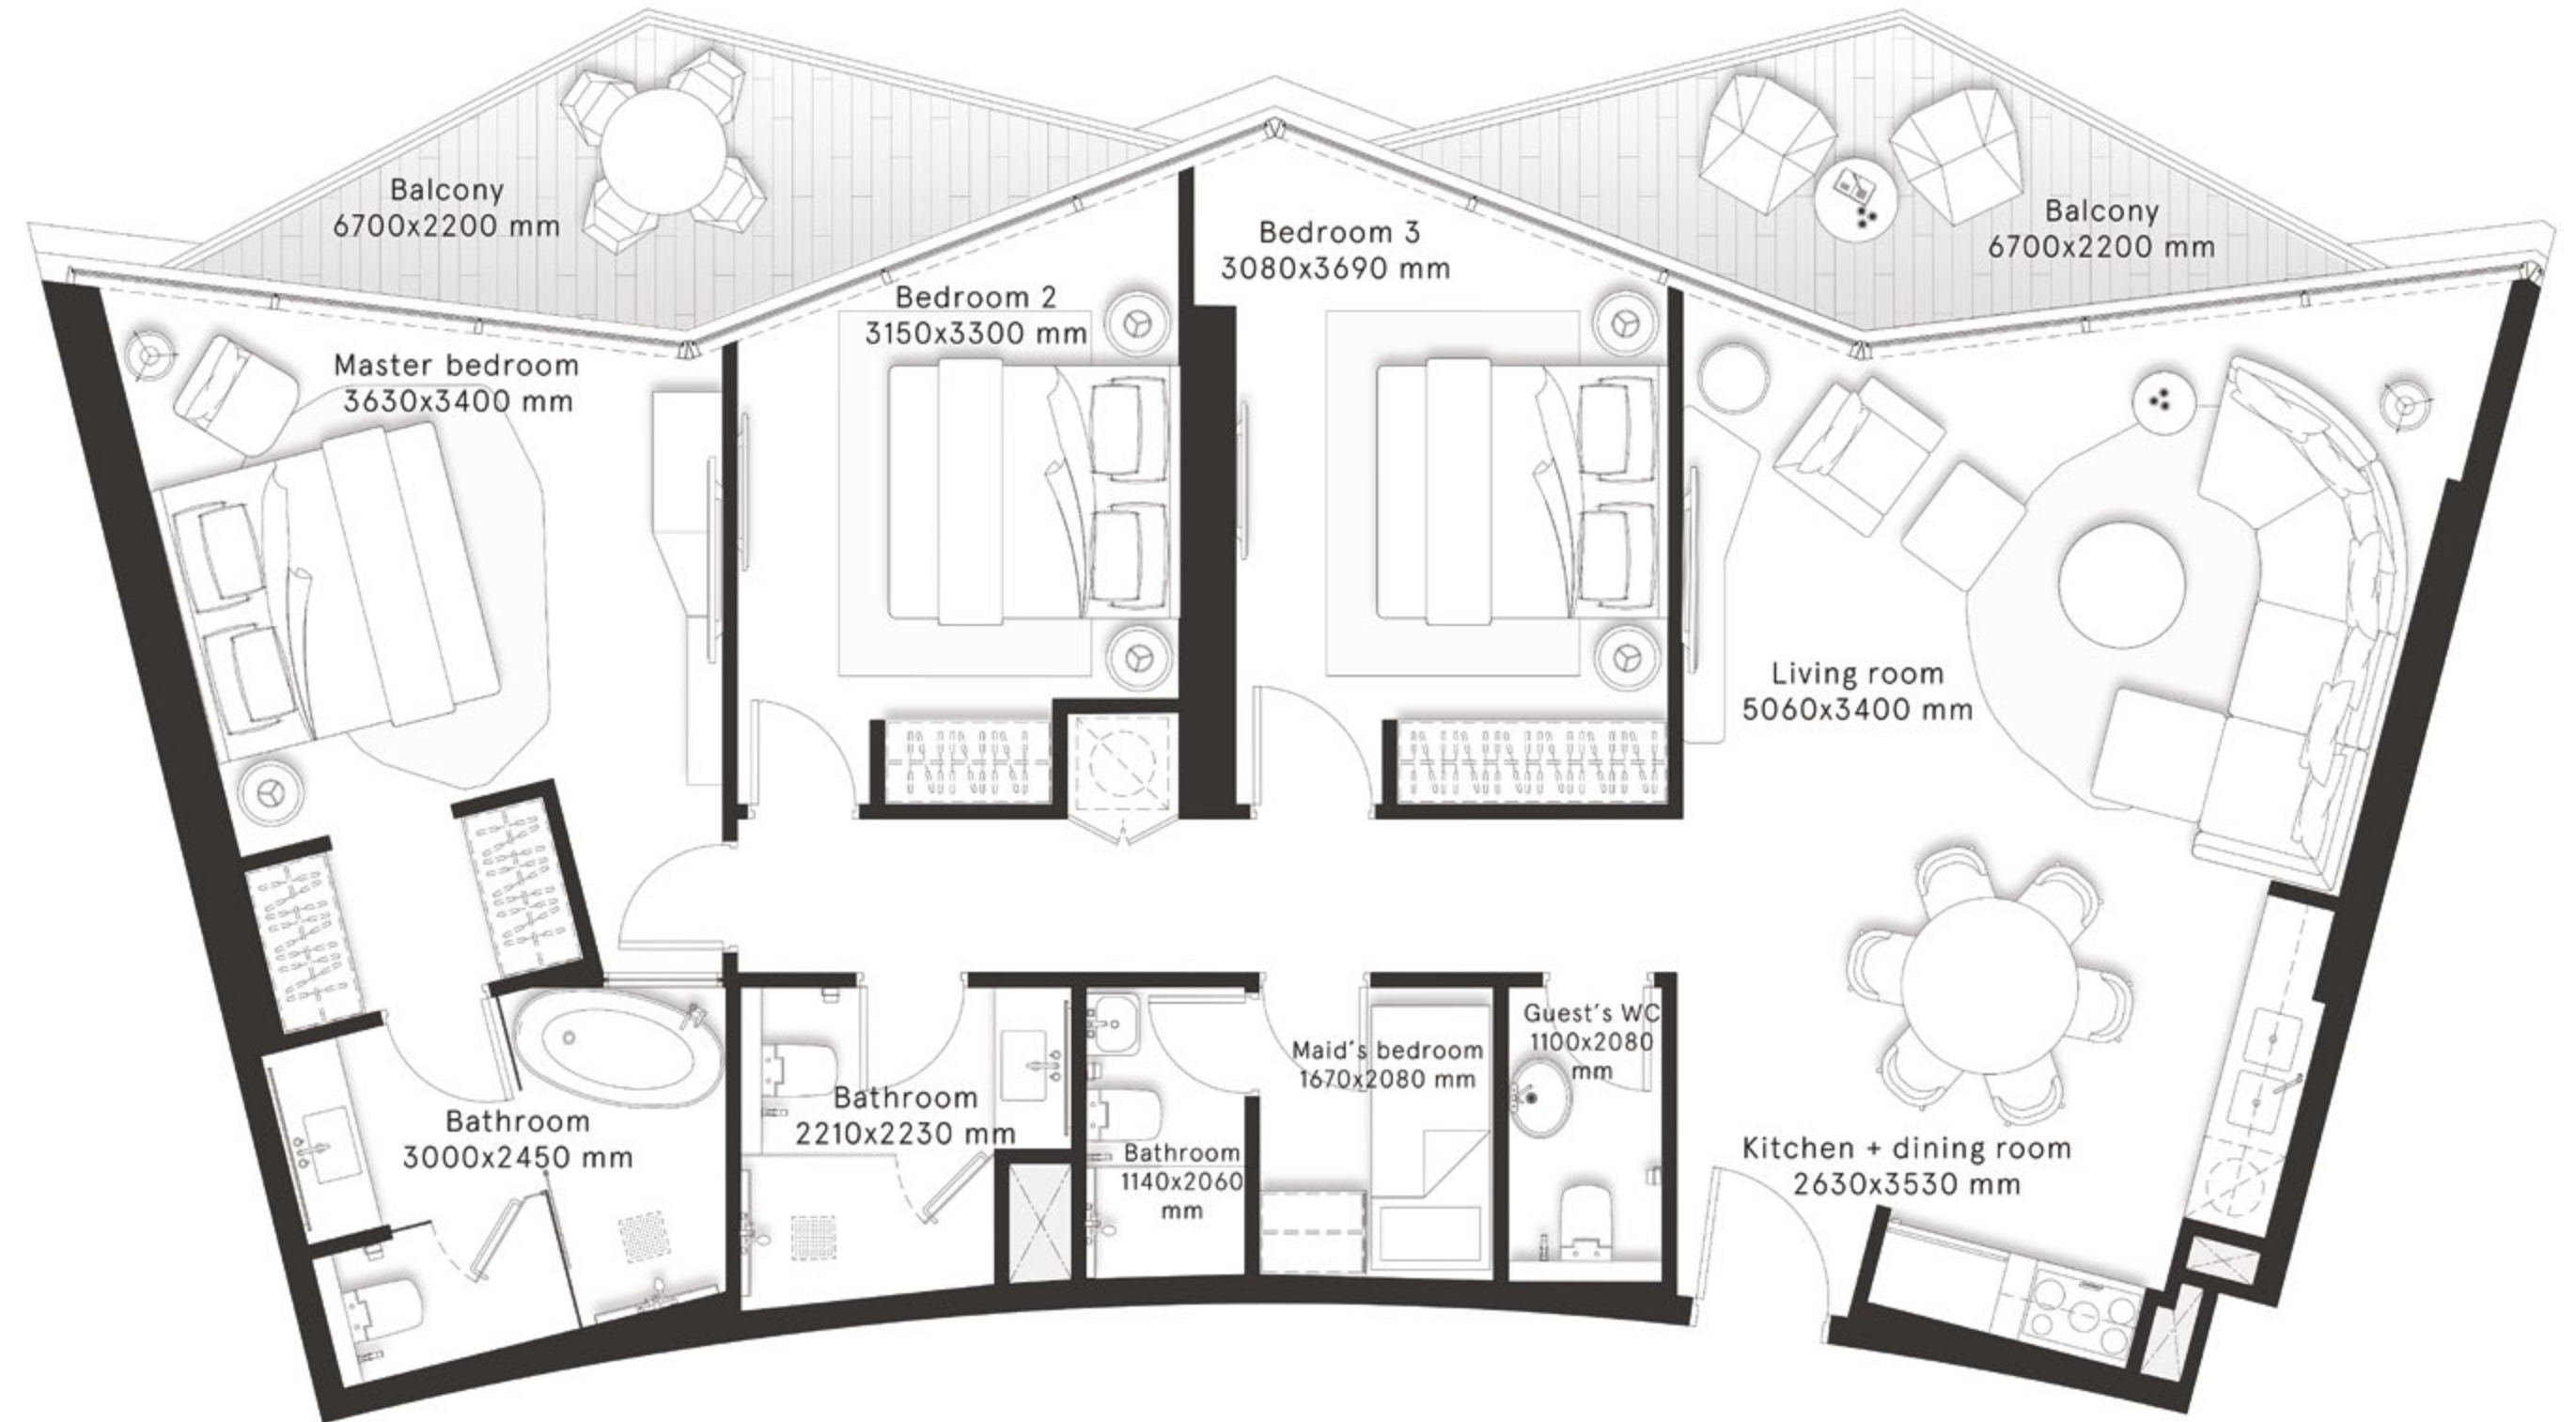 Balcony
6700x2200 mm
Balcony
6700x2200 mm
Bedroom 3
3080x3690 mm
Bedroom 2
3150x3300 mm
Master bedroom
3630x3400 mm
Living room
5060x3400 mm
Guest's WC
1100x2080
mm
Maid's bedroom
1670x2080 mm
Bathroom
2210x2230 mm
Bathroom
3000x2450 mm
Bathroom
1140x2060
mm
Kitchen + dining room
2630x3530 mm